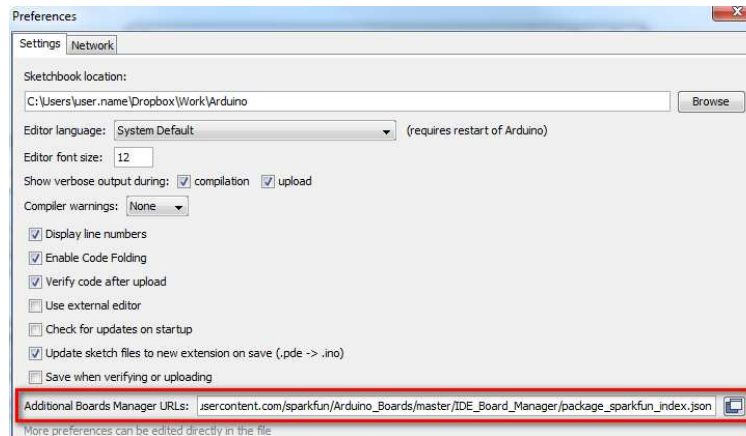 Preferences
Settings Network
Sketchbook location:
C:\Users\user.name\Dropbox\Work\Arduino Browse
Editor language: System Default (requires restart of Arduino)
Editor font size: 12
Show verbose output during: compilation upload
Compiler warnings: None
Display line numbers
Enable Code Folding
Verify code after upload
Use external editor
Check for updates on startup
Update sketch files to new extension on save (.pde -> .ino)
Save when verifying or uploading
Additional Boards Manager URLs: usercontent.com/sparkfun/Arduino_Boards/master/IDE_Board_Manager/package_sparkfun_index.json
More preferences can be edited directly in the file